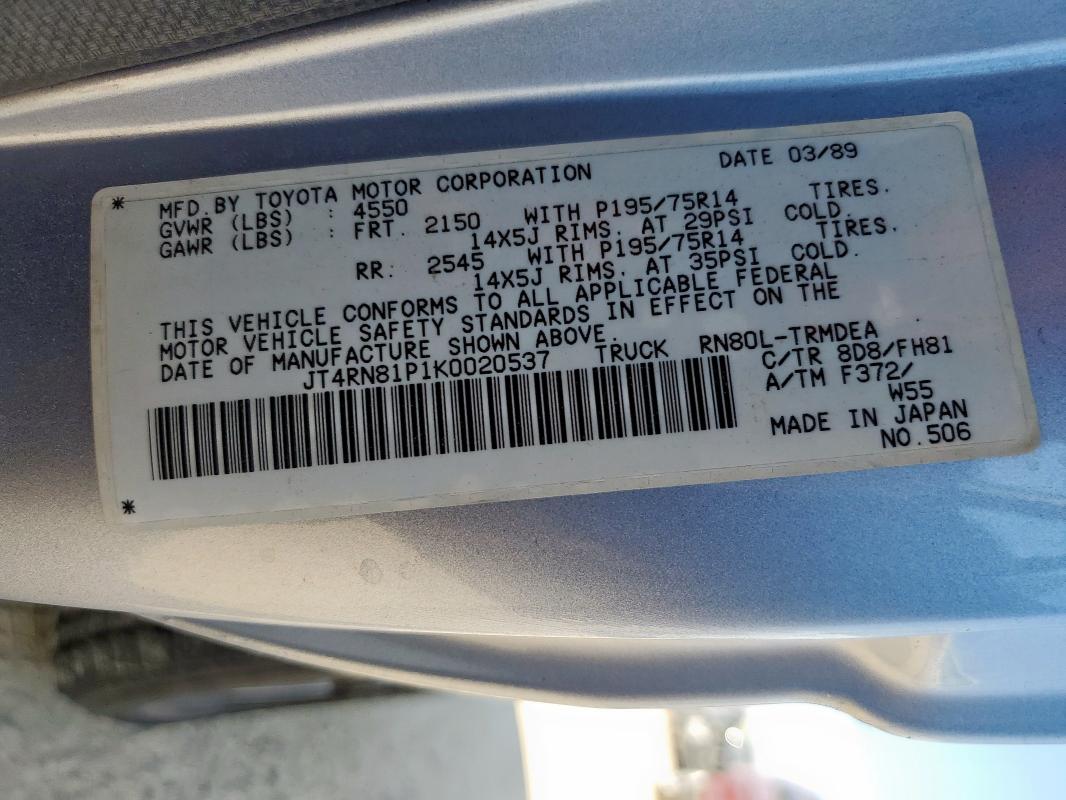 * MFD.BY TOYOTA MOTOR CORPORATION DATE 03/89
GVWR (LBS) : 4550
GAWR (LBS) : FRT. 2150 WITH P195/75R14 TIRES.
14X5J RIMS. AT 29PSI COLD.
RR: 2545 WITH P195/75R14 TIRES.
14X5J RIMS. AT 35PSI COLD.
THIS VEHICLE CONFORMS TO ALL APPLICABLE FEDERAL
MOTOR VEHICLE SAFETY STANDARDS IN EFFECT ON THE
DATE OF MANUFACTURE SHOWN ABOVE.
JT4RN81P1K0020537 TRUCK RN80L-TRMDEA
C/TR 8D8/FH81
A/TM F372/
W55
MADE IN JAPAN
* NO.506